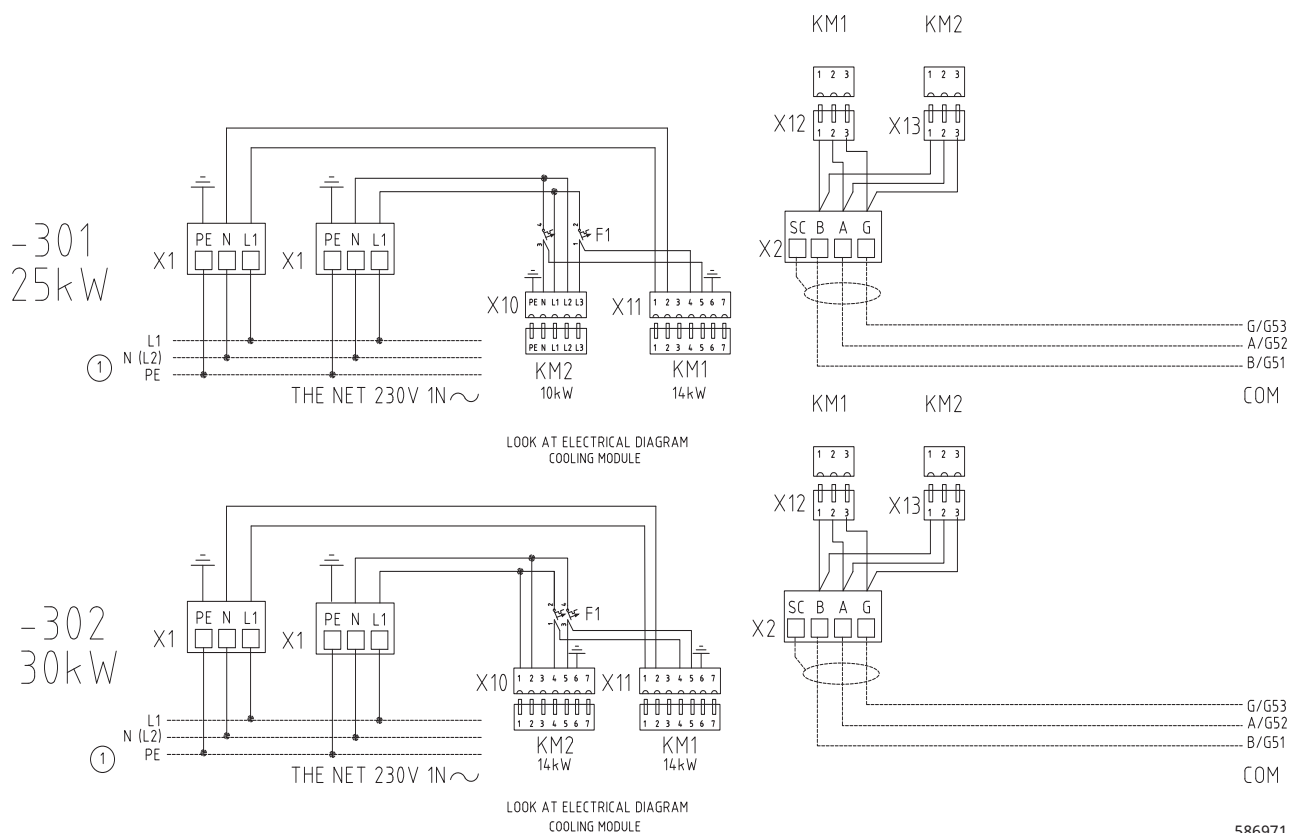 KM1 KM2
1 2 3 1 2 3
X12 X13
1 2 3 1 2 3
-301
25kW
X1 PE N L1
X1 PE N L1
4 2
F1
3 1
SC B A G
X2
X10 PE N L1 L2 L3
X11 1 2 3 4 5 6 7
PE N L1 L2 L3
1 2 3 4 5 6 7
KM2
10kW
KM1
14kW
L1
N (L2)
PE
1
THE NET 230V 1N~
G/G53
A/G52
B/G51
COM
LOOK AT ELECTRICAL DIAGRAM
COOLING MODULE
KM1 KM2
1 2 3 1 2 3
X12 X13
1 2 3 1 2 3
-302
30kW
X1 PE N L1
X1 PE N L1
2 4
F1
1 3
SC B A G
X2
X10 1 2 3 4 5 6 7
X11 1 2 3 4 5 6 7
1 2 3 4 5 6 7
1 2 3 4 5 6 7
KM2
14kW
KM1
14kW
L1
N (L2)
PE
1
THE NET 230V 1N~
G/G53
A/G52
B/G51
COM
LOOK AT ELECTRICAL DIAGRAM
COOLING MODULE
586971